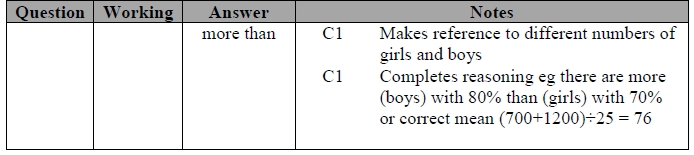 Question Working Answer Notes
more than C1 Makes reference to different numbers of
girls and boys
C1 Completes reasoning eg there are more
(boys) with 80% than (girls) with 70%
or correct mean (700+1200)÷25 = 76